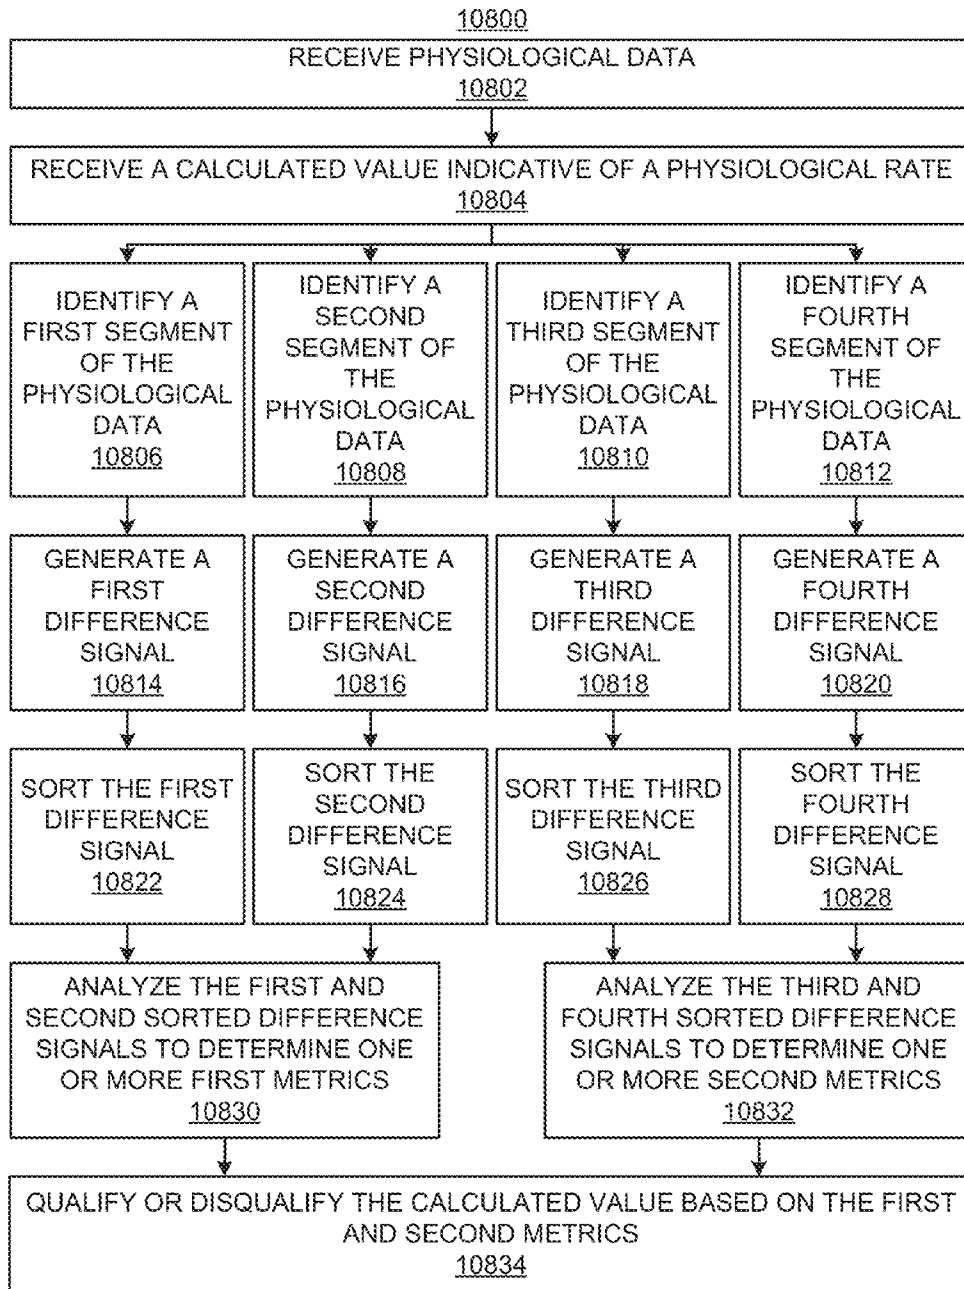 10800
RECEIVE PHYSIOLOGICAL DATA
10802
RECEIVE A CALCULATED VALUE INDICATIVE OF A PHYSIOLOGICAL RATE
10804
IDENTIFY A
FIRST SEGMENT
OF THE
PHYSIOLOGICAL
DATA
10806
IDENTIFY A
SECOND
SEGMENT OF
THE
PHYSIOLOGICAL
DATA
10808
IDENTIFY A
THIRD SEGMENT
OF THE
PHYSIOLOGICAL
DATA
10810
IDENTIFY A
FOURTH
SEGMENT OF
THE
PHYSIOLOGICAL
DATA
10812
GENERATE A
FIRST
DIFFERENCE
SIGNAL
10814
GENERATE A
SECOND
DIFFERENCE
SIGNAL
10816
GENERATE A
THIRD
DIFFERENCE
SIGNAL
10818
GENERATE A
FOURTH
DIFFERENCE
SIGNAL
10820
SORT THE FIRST
DIFFERENCE
SIGNAL
10822
SORT THE
SECOND
DIFFERENCE
SIGNAL
10824
SORT THE THIRD
DIFFERENCE
SIGNAL
10826
SORT THE
FOURTH
DIFFERENCE
SIGNAL
10828
ANALYZE THE FIRST AND
SECOND SORTED DIFFERENCE
SIGNALS TO DETERMINE ONE
OR MORE FIRST METRICS
10830
ANALYZE THE THIRD AND
FOURTH SORTED DIFFERENCE
SIGNALS TO DETERMINE ONE
OR MORE SECOND METRICS
10832
QUALIFY OR DISQUALIFY THE CALCULATED VALUE BASED ON THE FIRST
AND SECOND METRICS
10834